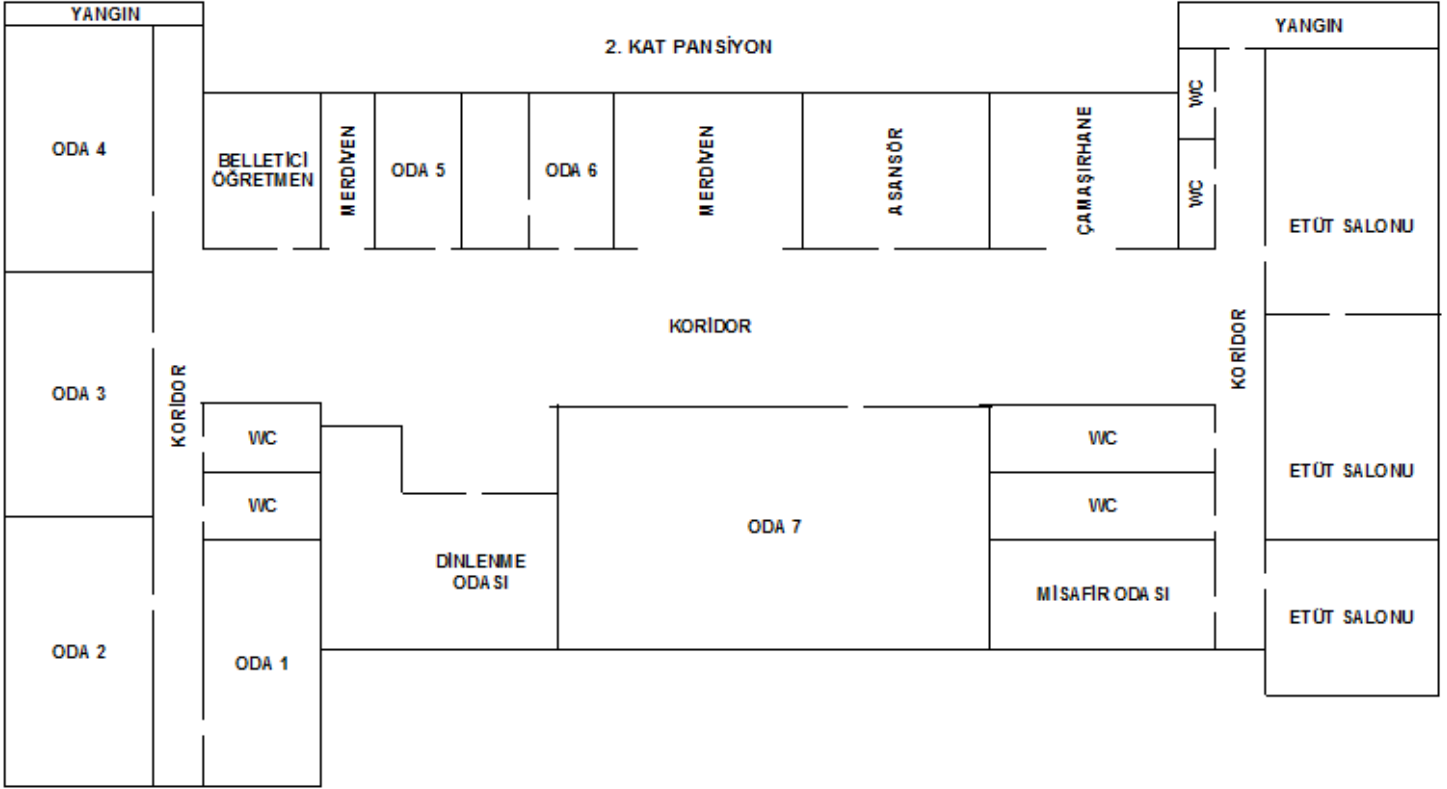 YANGIN
YANGIN
2. KAT PANSİYON
ODA 4
BELLETİCİ
ÖĞRETMEN
MERDİVEN
ODA 5
ODA 6
MERDİVEN
ASANSÖR
ÇAMAŞIRHANE
WC
WC
ETÜT SALONU
KORİDOR
KORİDOR
ODA 3
KORİDOR
WC
WC
ETÜT SALONU
WC
WC
ODA 7
DİNLENME
ODASI
MİSAFİR ODASI
ETÜT SALONU
ODA 2
ODA 1